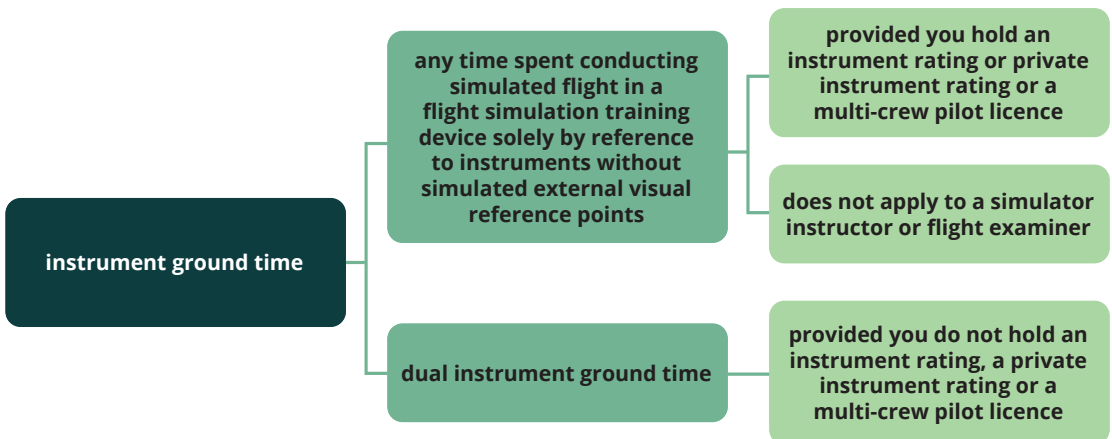 instrument ground time
any time spent conducting
simulated flight in a
flight simulation training
device solely by reference
to instruments without
simulated external visual
reference points
provided you hold an
instrument rating or private
instrument rating or a
multi-crew pilot licence
does not apply to a simulator
instructor or flight examiner
dual instrument ground time
provided you do not hold an
instrument rating, a private
instrument rating or a
multi-crew pilot licence